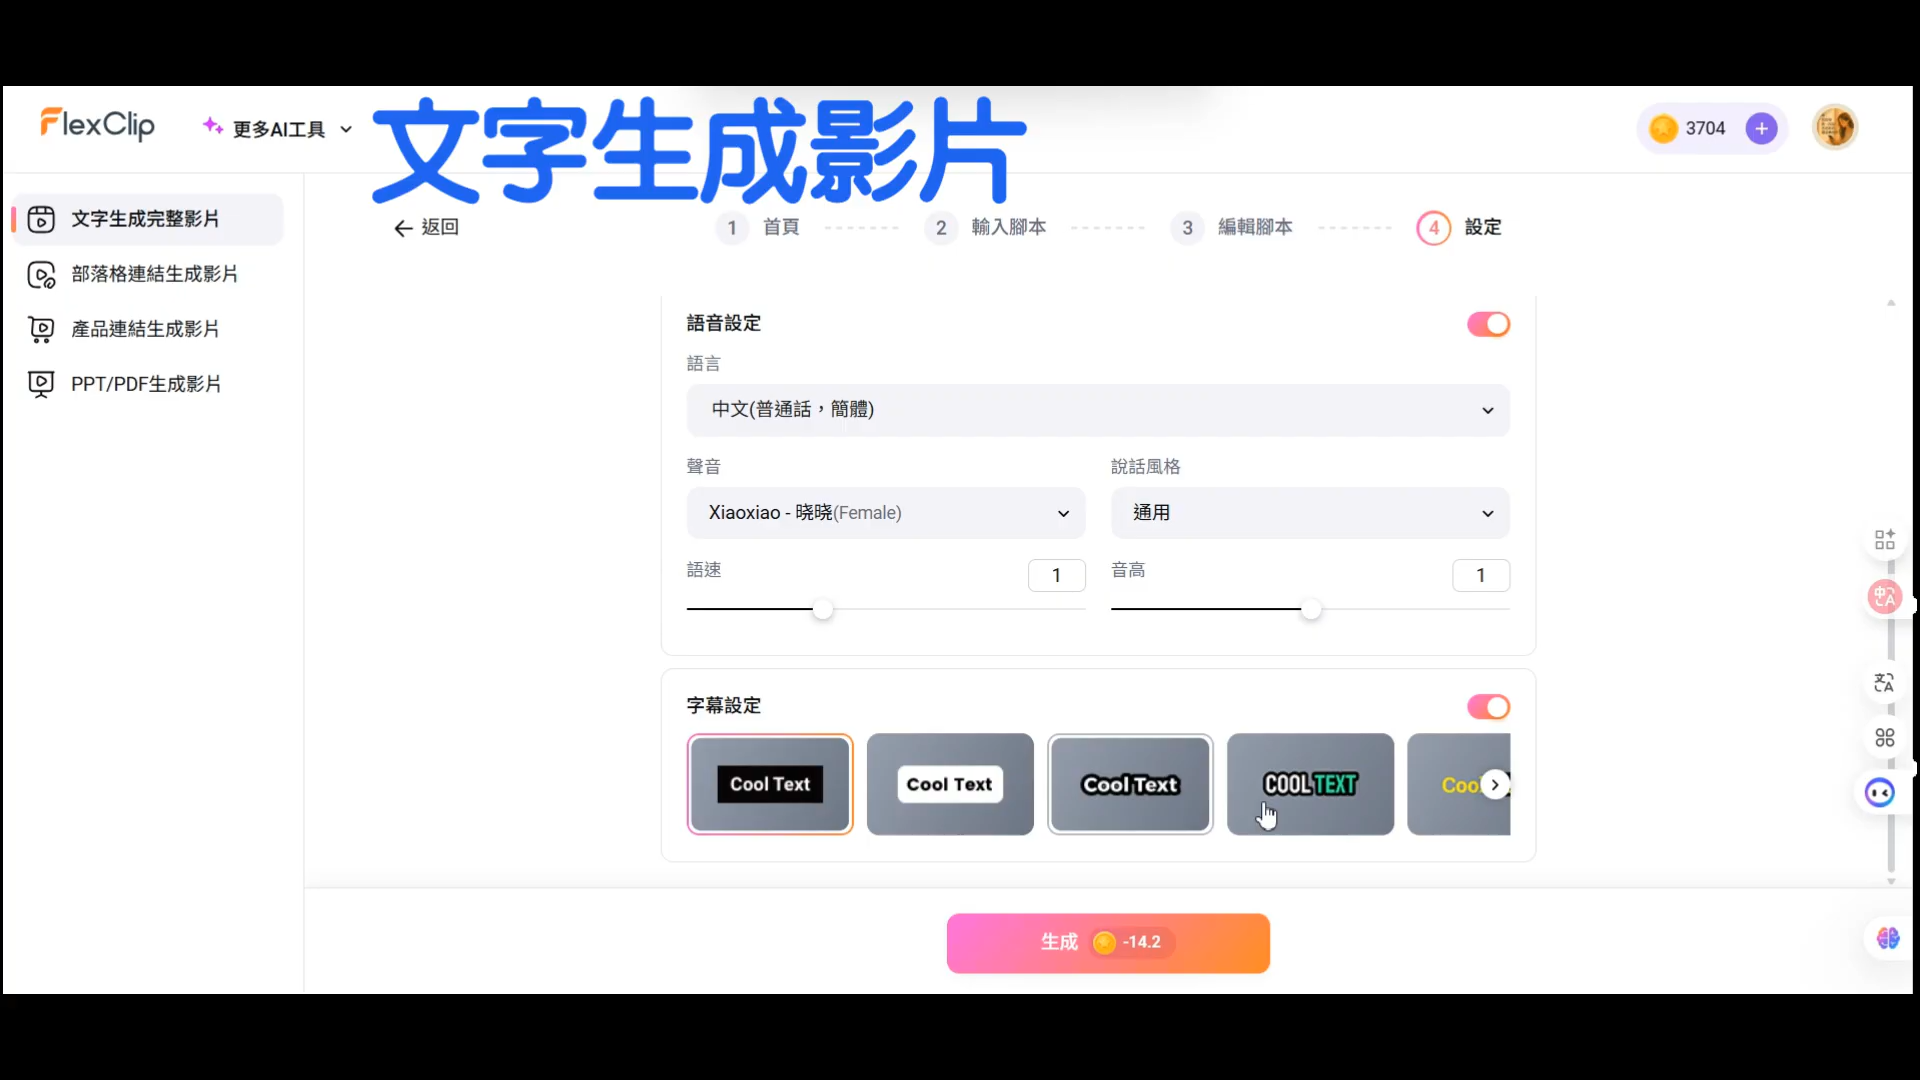 FlexClip
更多AI工具
文字生成影片
3704
文字生成完整影片
部落格連結生成影片
產品連結生成影片
PPT/PDF生成影片
返回
1 首頁
2 輸入腳本
3 編輯腳本
4 設定
語音設定
語言
中文(普通話，簡體)
聲音
說話風格
Xiaoxiao - 晓晓(Female)
通用
語速
1
音高
1
字幕設定
Cool Text
Cool Text
Cool Text
COOL TEXT
Coo
生成 -14.2